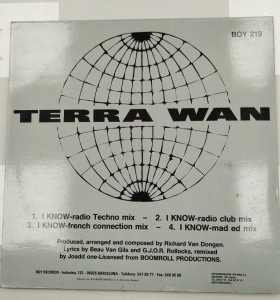 BOY 219
TERRA WAN
1. I KNOW-radio Techno mix – 2. I KNOW-radio club mix
3. I KNOW-french connection mix – 4. I KNOW-mad ed mix
Produced, arranged and composed by Richard Van Dongen.
Lyrics by Beau Van Gils and G.J.O.R. Rollocks, remixed
by Joedd one-Licensed from BOOMROLL PRODUCTIONS.